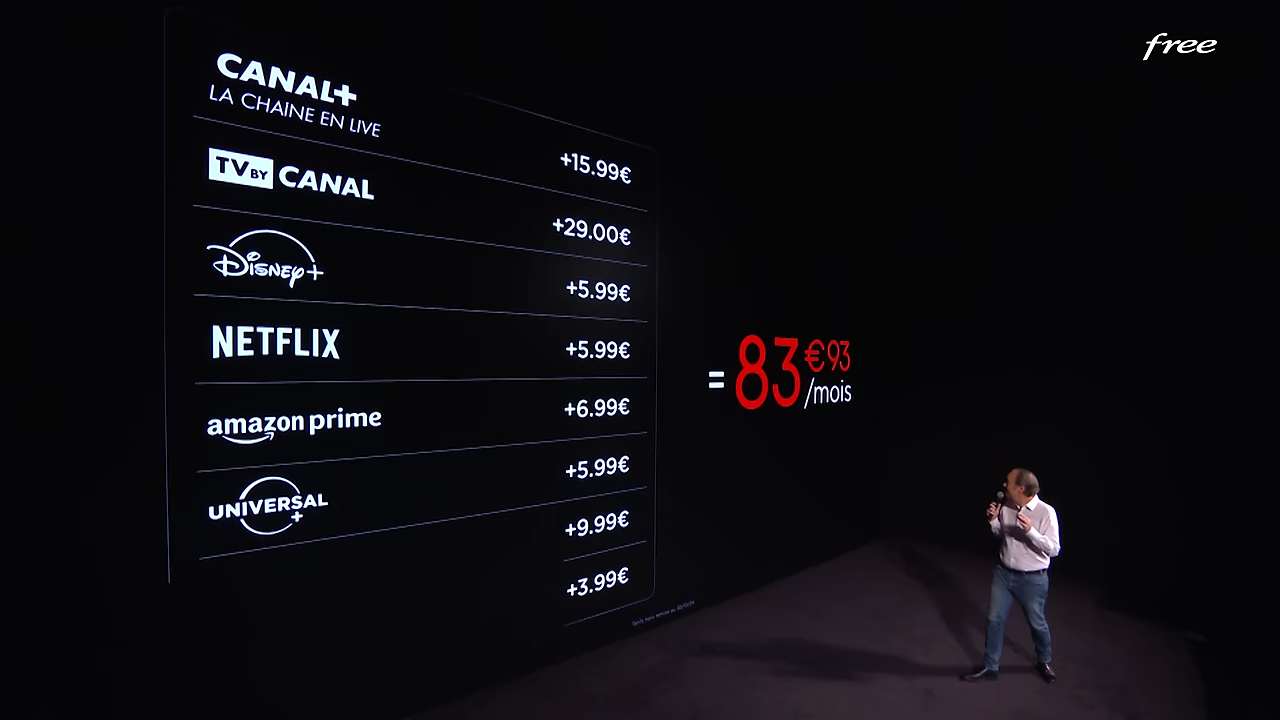 free
CANAL+
LA CHAINE EN LIVE
+15.99€
TV BY CANAL
+29.00€
Disney+
+5.99€
NETFLIX
+5.99€
amazon prime
+6.99€
UNIVERSAL+
+5.99€
+9.99€
+3.99€
= 83€93
/mois